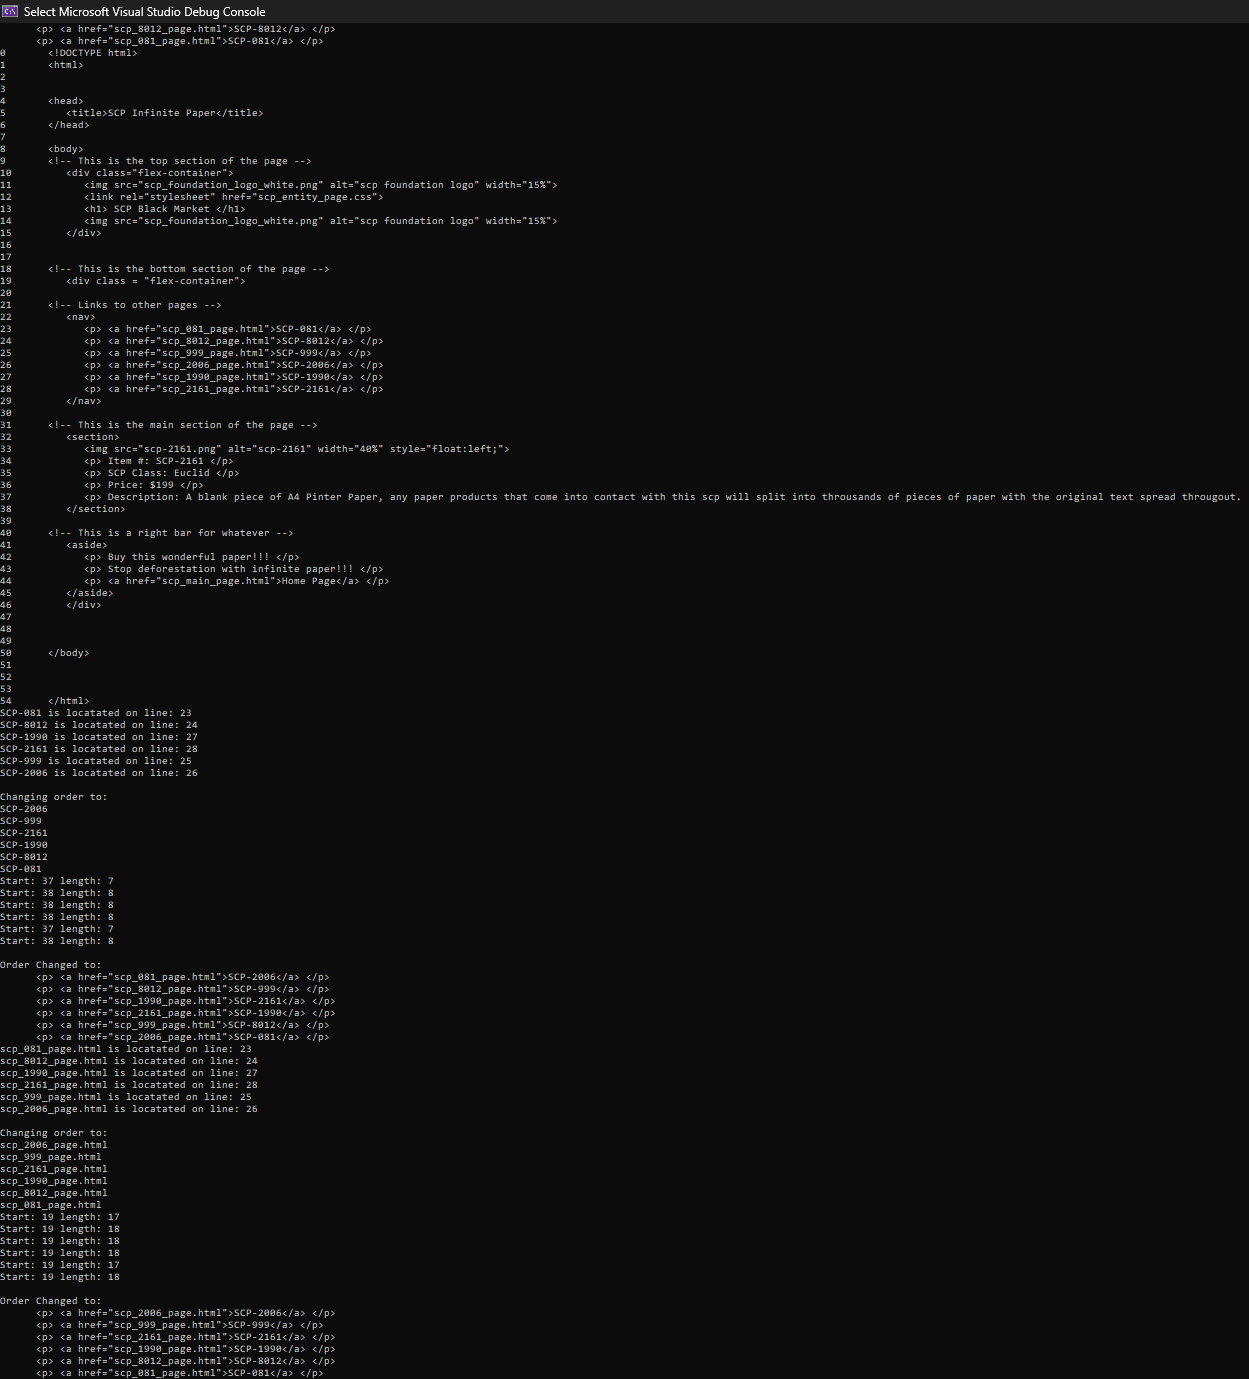 Select Microsoft Visual Studio Debug Console
<p> <a href="scp_8012_page.html">SCP-8012</a> </p>
<p> <a href="scp_081_page.html">SCP-081</a> </p>
0 <!DOCTYPE html>
1 <html>
2
3
4 <head>
5 <title>SCP Infinite Paper</title>
6 </head>
7
8 <body>
9 <!-- This is the top section of the page -->
10 <div class="flex-container">
11 <img src="scp_foundation_logo_white.png" alt="scp foundation logo" width="15%">
12 <link rel="stylesheet" href="scp_entity_page.css">
13 <h1> SCP Black Market </h1>
14 <img src="scp_foundation_logo_white.png" alt="scp foundation logo" width="15%">
15 </div>
16
17
18 <!-- This is the bottom section of the page -->
19 <div class = "flex-container">
20
21 <!-- Links to other pages -->
22 <nav>
23 <p> <a href="scp_081_page.html">SCP-081</a> </p>
24 <p> <a href="scp_8012_page.html">SCP-8012</a> </p>
25 <p> <a href="scp_999_page.html">SCP-999</a> </p>
26 <p> <a href="scp_2006_page.html">SCP-2006</a> </p>
27 <p> <a href="scp_1990_page.html">SCP-1990</a> </p>
28 <p> <a href="scp_2161_page.html">SCP-2161</a> </p>
29 </nav>
30
31 <!-- This is the main section of the page -->
32 <section>
33 <img src="scp-2161.png" alt="scp-2161" width="40%" style="float:left;">
34 <p> Item #: SCP-2161 </p>
35 <p> SCP Class: Euclid </p>
36 <p> Price: $199 </p>
37 <p> Description: A blank piece of A4 Pinter Paper, any paper products that come into contact with this scp will split into throusands of pieces of paper with the original text spread througout.
38 </section>
39
40 <!-- This is a right bar for whatever -->
41 <aside>
42 <p> Buy this wonderful paper!!! </p>
43 <p> Stop deforestation with infinite paper!!! </p>
44 <p> <a href="scp_main_page.html">Home Page</a> </p>
45 </aside>
46 </div>
47
48
49
50 </body>
51
52
53
54 </html>
SCP-081 is locatated on line: 23
SCP-8012 is locatated on line: 24
SCP-1990 is locatated on line: 27
SCP-2161 is locatated on line: 28
SCP-999 is locatated on line: 25
SCP-2006 is locatated on line: 26
Changing order to:
SCP-2006
SCP-999
SCP-2161
SCP-1990
SCP-8012
SCP-081
Start: 37 length: 7
Start: 38 length: 8
Start: 38 length: 8
Start: 38 length: 8
Start: 37 length: 7
Start: 38 length: 8
Order Changed to:
<p> <a href="scp_081_page.html">SCP-2006</a> </p>
<p> <a href="scp_8012_page.html">SCP-999</a> </p>
<p> <a href="scp_1990_page.html">SCP-2161</a> </p>
<p> <a href="scp_2161_page.html">SCP-1990</a> </p>
<p> <a href="scp_999_page.html">SCP-8012</a> </p>
<p> <a href="scp_2006_page.html">SCP-081</a> </p>
scp_081_page.html is locatated on line: 23
scp_8012_page.html is locatated on line: 24
scp_1990_page.html is locatated on line: 27
scp_2161_page.html is locatated on line: 28
scp_999_page.html is locatated on line: 25
scp_2006_page.html is locatated on line: 26
Changing order to:
scp_2006_page.html
scp_999_page.html
scp_2161_page.html
scp_1990_page.html
scp_8012_page.html
scp_081_page.html
Start: 19 length: 17
Start: 19 length: 18
Start: 19 length: 18
Start: 19 length: 18
Start: 19 length: 17
Start: 19 length: 18
Order Changed to:
<p> <a href="scp_2006_page.html">SCP-2006</a> </p>
<p> <a href="scp_999_page.html">SCP-999</a> </p>
<p> <a href="scp_2161_page.html">SCP-2161</a> </p>
<p> <a href="scp_1990_page.html">SCP-1990</a> </p>
<p> <a href="scp_8012_page.html">SCP-8012</a> </p>
<p> <a href="scp_081_page.html">SCP-081</a> </p>